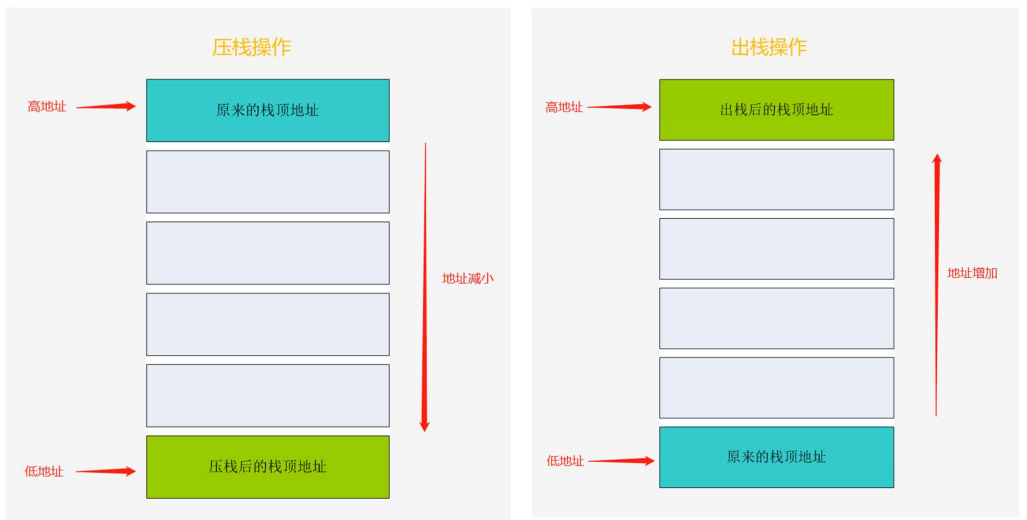 压栈操作
高地址
原来的栈顶地址
地址减小
低地址
压栈后的栈顶地址
出栈操作
高地址
出栈后的栈顶地址
地址增加
低地址
原来的栈顶地址